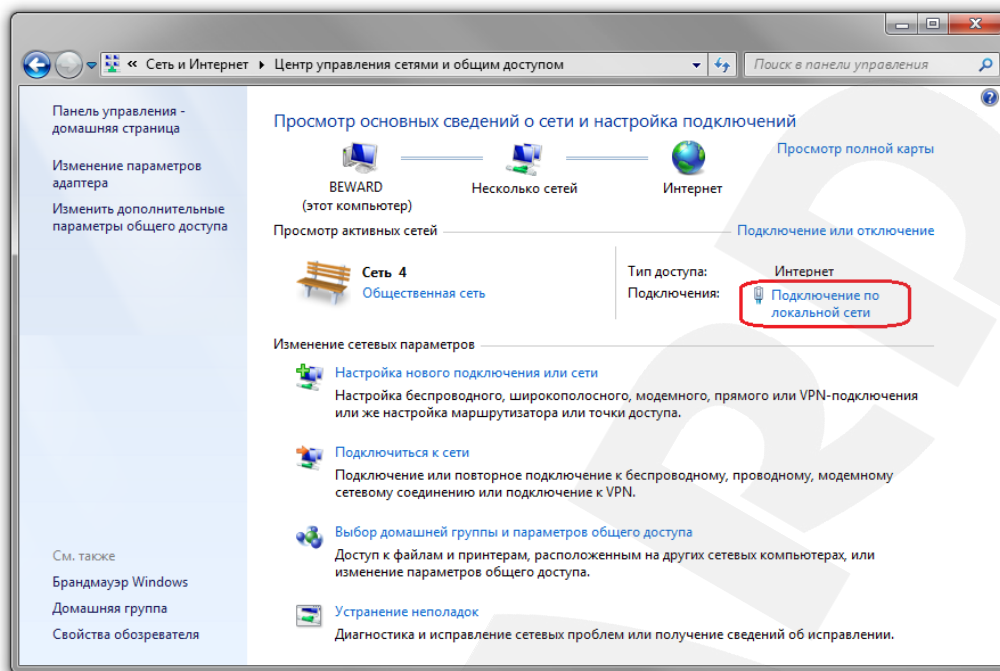 « Сеть и Интернет Центр управления сетями и общим доступом
Поиск в панели управления
Панель управления -
домашняя страница
Изменение параметров
адаптера
Изменить дополнительные
параметры общего доступа
См. также
Брандмауэр Windows
Домашняя группа
Свойства обозревателя
Просмотр основных сведений о сети и настройка подключений
Просмотр полной карты
BEWARD
(этот компьютер)
Несколько сетей
Интернет
Просмотр активных сетей
Подключение или отключение
Сеть 4
Общественная сеть
Тип доступа: Интернет
Подключения: Подключение по
локальной сети
Изменение сетевых параметров
Настройка нового подключения или сети
Настройка беспроводного, широкополосного, модемного, прямого или VPN-подключения
или же настройка маршрутизатора или точки доступа.
Подключиться к сети
Подключение или повторное подключение к беспроводному, проводному, модемному
сетевому соединению или подключение к VPN.
Выбор домашней группы и параметров общего доступа
Доступ к файлам и принтерам, расположенным на других сетевых компьютерах, или
изменение параметров общего доступа.
Устранение неполадок
Диагностика и исправление сетевых проблем или получение сведений об исправлении.